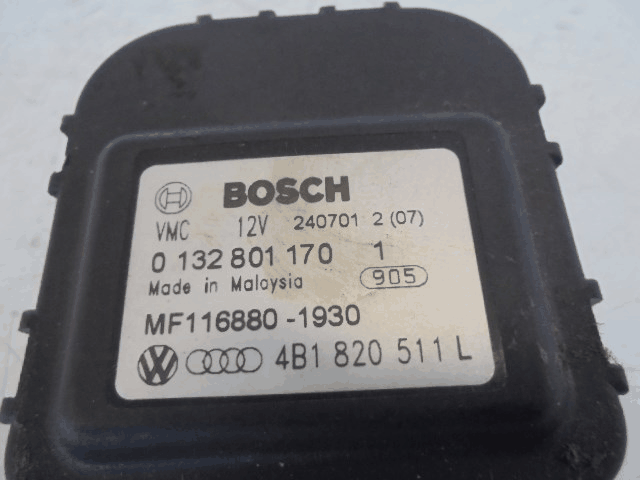 BOSCH
VMC 12V 240701 2 (07)
0 132 801 170 1
Made in Malaysia 905
MF116880-1930
4B1 820 511 L